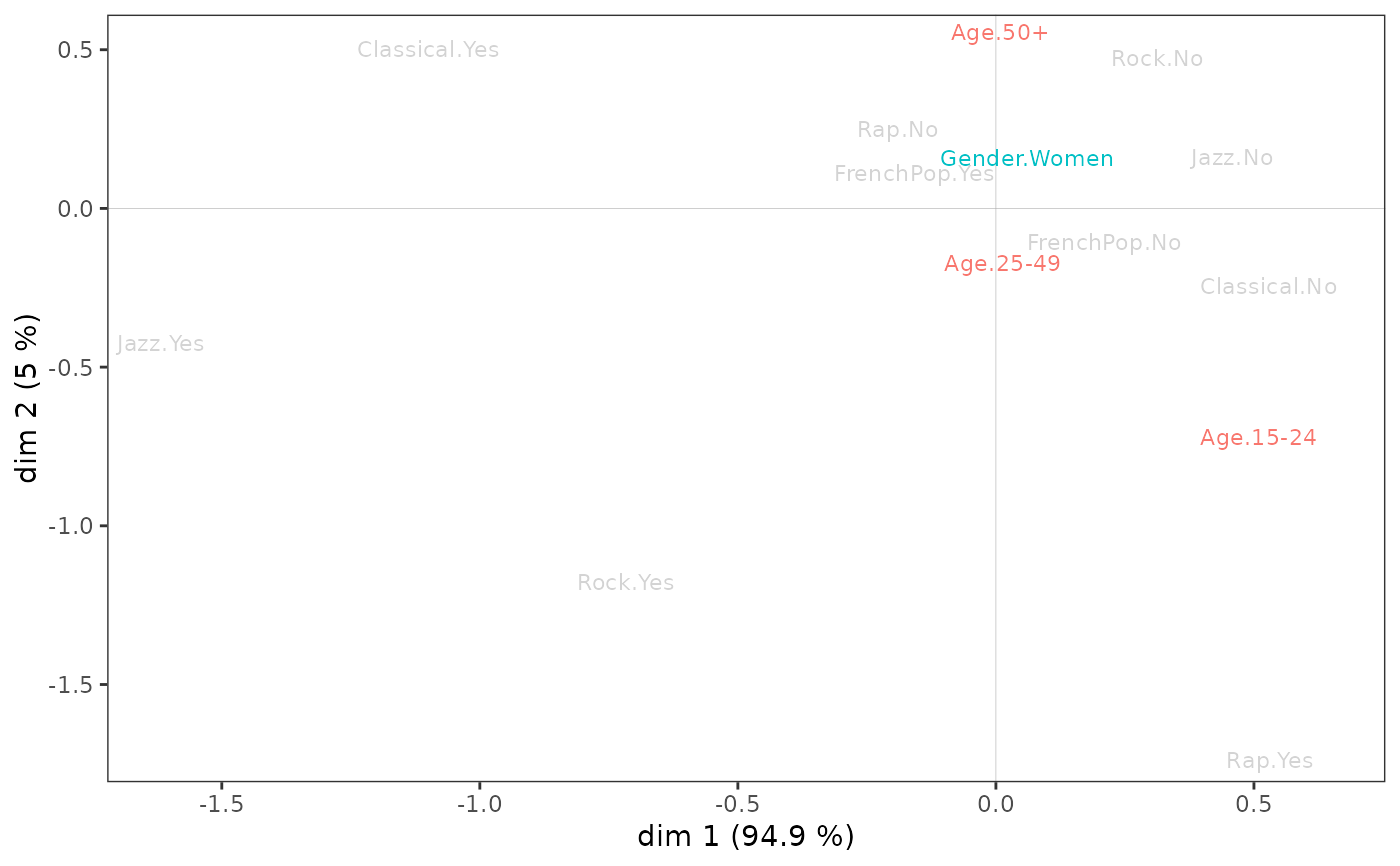 Age.50+
0.5
Classical.Yes
Rock.No
Rap.No
Gender.Women
Jazz.No
FrenchPop.Yes
0.0
FrenchPop.No
Age.25-49
Classical.No
Jazz.Yes
-0.5
dim 2 (5 %)
Age.15-24
-1.0
Rock.Yes
-1.5
Rap.Yes
-1.5 -1.0 -0.5 0.0 0.5
dim 1 (94.9 %)